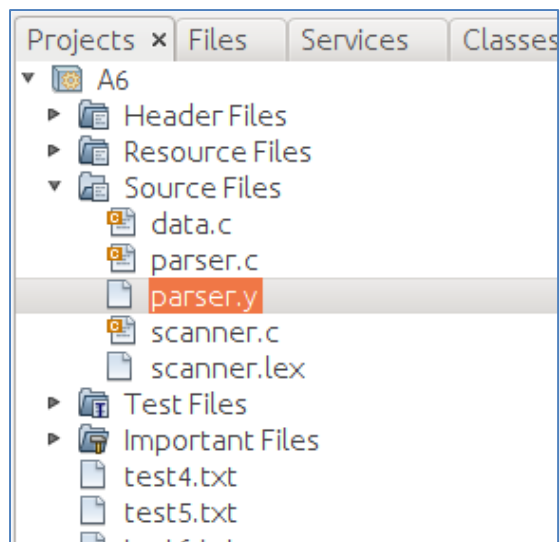 Projects × Files Services Classes
A6
Header Files
Resource Files
Source Files
data.c
parser.c
parser.y
scanner.c
scanner.lex
Test Files
Important Files
test4.txt
test5.txt